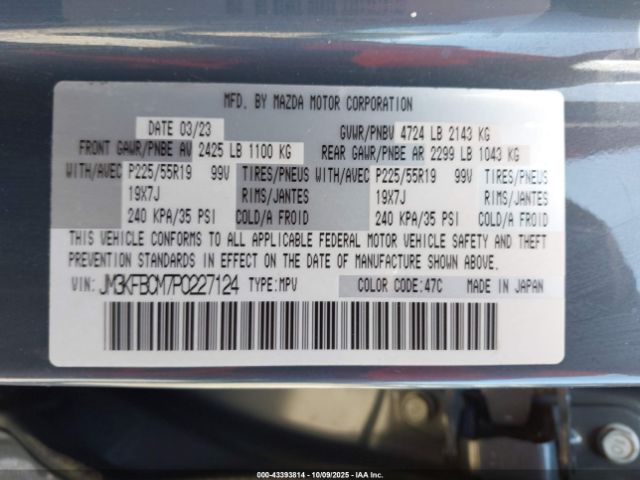 MFD. BY MAZDA MOTOR CORPORATION
DATE 03/23 GVWR/PNBV 4724 LB 2143 KG
FRONT GAWR/PNBE AV 2425 LB 1100 KG REAR GAWR/PNBE AR 2299 LB 1043 KG
WITH/AVEC P225/55R19 99V TIRES/PNEUS WITH/AVEC P225/55R19 99V TIRES/PNEUS
19X7J RIMS/JANTES 19X7J RIMS/JANTES
240 KPA/35 PSI COLD/A FROID 240 KPA/35 PSI COLD/A FROID
THIS VEHICLE CONFORMS TO ALL APPLICABLE FEDERAL MOTOR VEHICLE SAFETY AND THEFT
PREVENTION STANDARDS IN EFFECT ON THE DATE OF MANUFACTURE SHOWN ABOVE.
VIN: JM3KFBCM7P0227124 TYPE:MPV COLOR CODE:47C MADE IN JAPAN
000-43393814 - 10/09/2025 - IAA Inc.